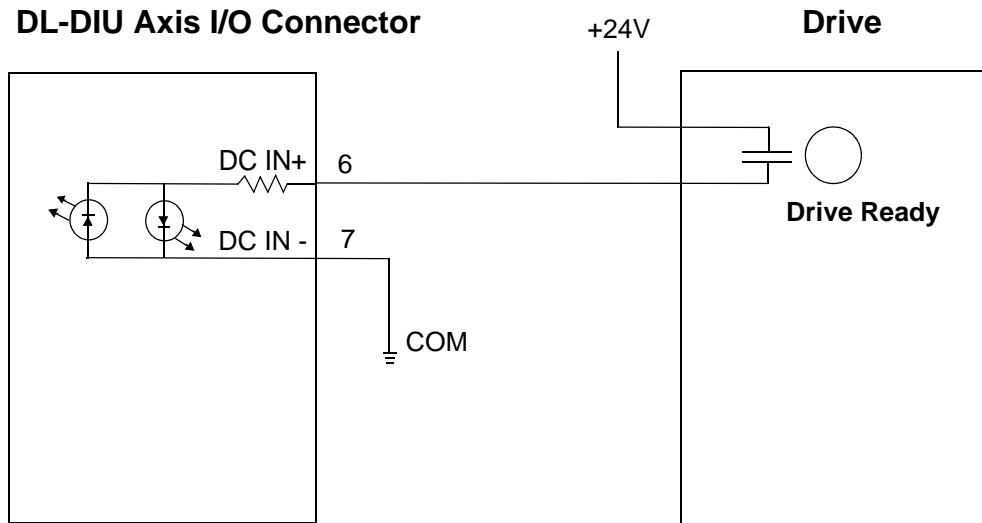 DL-DIU Axis I/O Connector
+24V
Drive
DC IN+
6
Drive Ready
DC IN -
7
COM